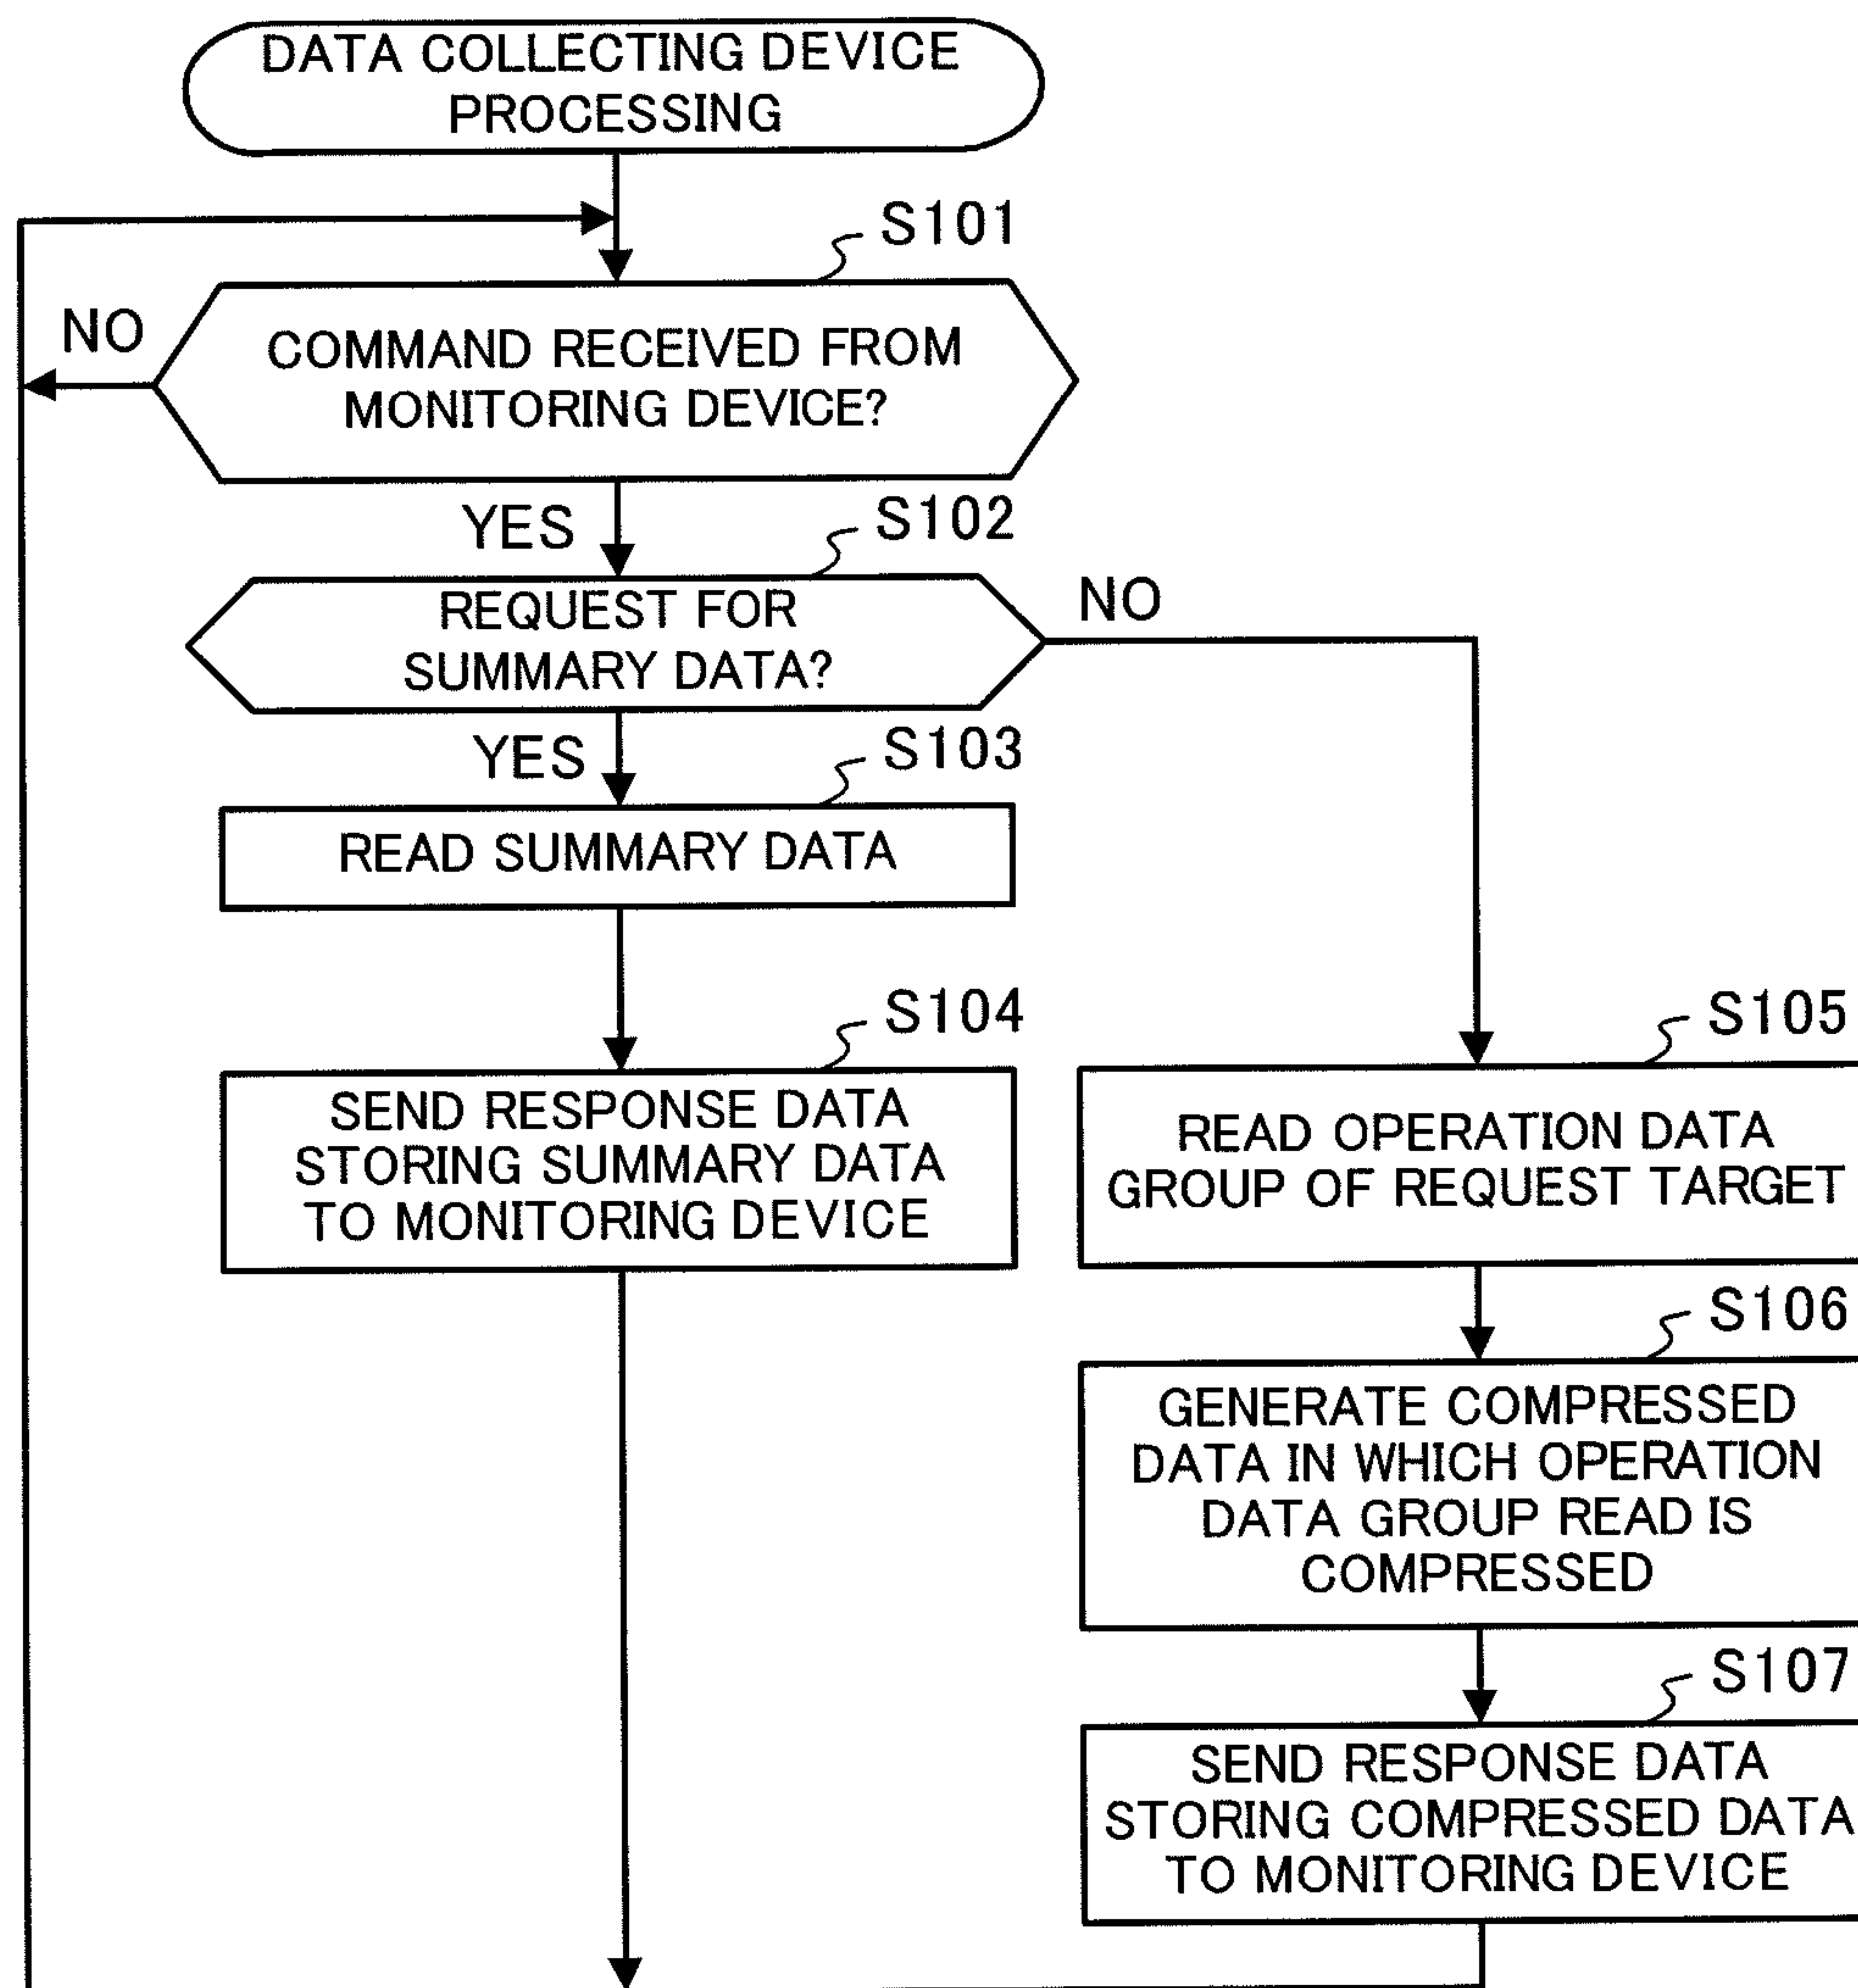 DATA COLLECTING DEVICE
PROCESSING
S101
NO
COMMAND RECEIVED FROM
MONITORING DEVICE?
YES
S102
REQUEST FOR
SUMMARY DATA?
NO
YES
S103
READ SUMMARY DATA
S104
SEND RESPONSE DATA
STORING SUMMARY DATA
TO MONITORING DEVICE
S105
READ OPERATION DATA
GROUP OF REQUEST TARGET
S106
GENERATE COMPRESSED
DATA IN WHICH OPERATION
DATA GROUP READ IS
COMPRESSED
S107
SEND RESPONSE DATA
STORING COMPRESSED DATA
TO MONITORING DEVICE